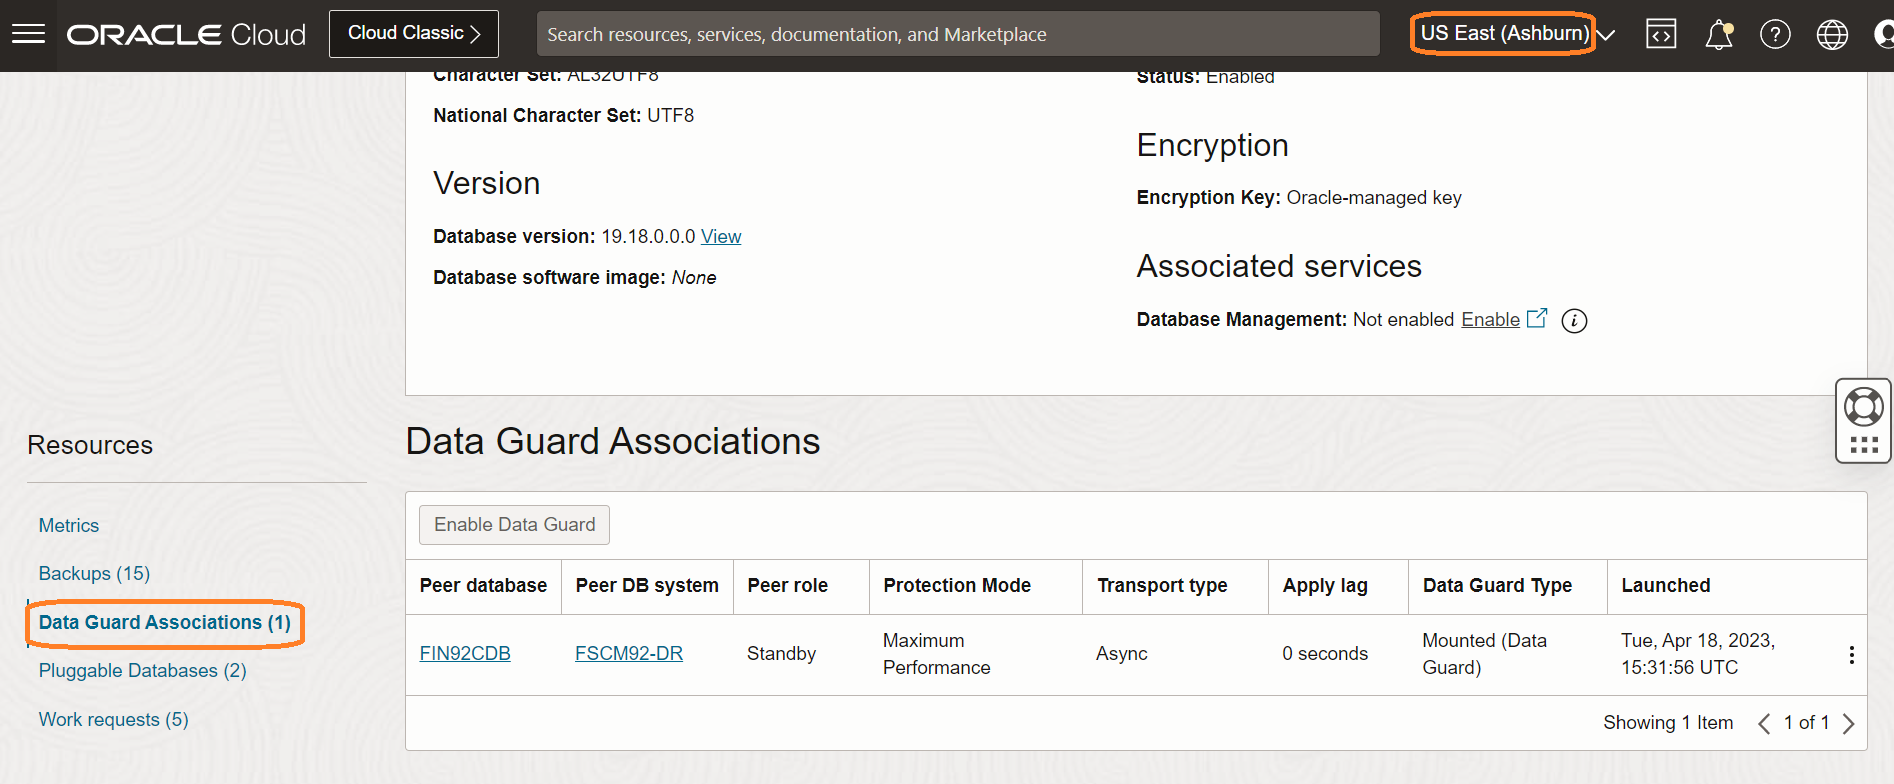 ORACLE Cloud
Cloud Classic
Search resources, services, documentation, and Marketplace
US East (Ashburn)
Character Set: AL32UTF8
National Character Set: UTF8
Version
Database version: 19.18.0.0.0 View
Database software image: None
Status: Enabled
Encryption
Encryption Key: Oracle-managed key
Associated services
Database Management: Not enabled Enable
Resources
Metrics
Backups (15)
Data Guard Associations (1)
Pluggable Databases (2)
Work requests (5)
Data Guard Associations
Enable Data Guard
Peer database Peer DB system Peer role Protection Mode Transport type Apply lag Data Guard Type Launched
FIN92CDB FSCM92-DR Standby Maximum Performance Async 0 seconds Mounted (Data Guard) Tue, Apr 18, 2023, 15:31:56 UTC
Showing 1 Item 1 of 1